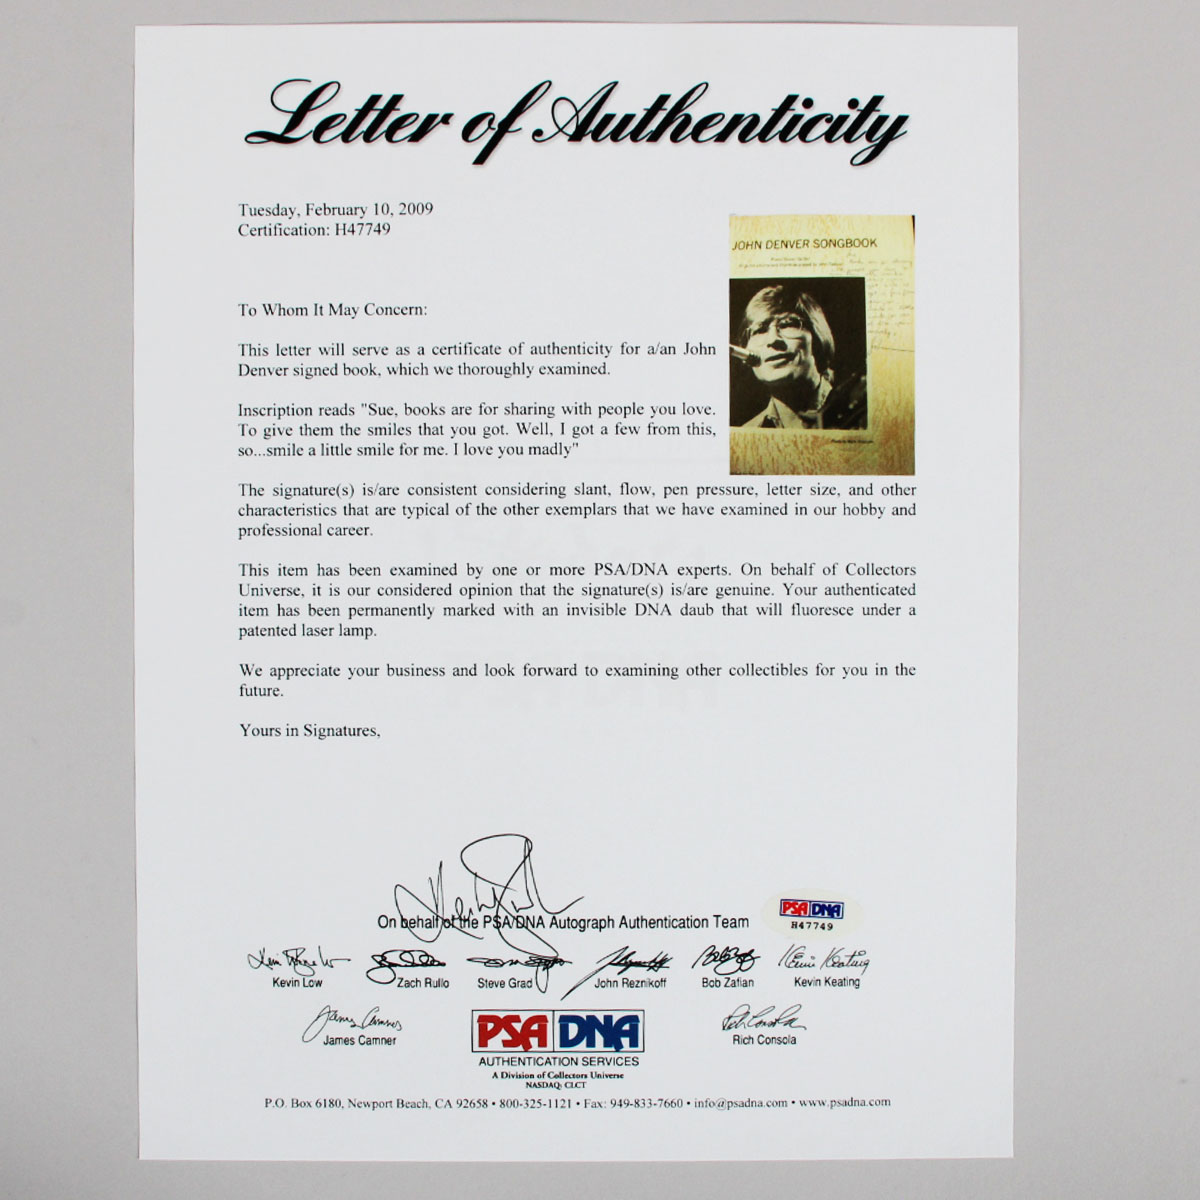 Letter of Authenticity
Tuesday, February 10, 2009
Certification: H47749
JOHN DENVER SONGBOOK
To Whom It May Concern:
This letter will serve as a certificate of authenticity for a/an John
Denver signed book, which we thoroughly examined.
Inscription reads "Sue, books are for sharing with people you love.
To give them the smiles that you got. Well, I got a few from this,
so...smile a little smile for me. I love you madly"
The signature(s) is/are consistent considering slant, flow, pen pressure, letter size, and other
characteristics that are typical of the other exemplars that we have examined in our hobby and
professional career.
This item has been examined by one or more PSA/DNA experts. On behalf of Collectors
Universe, it is our considered opinion that the signature(s) is/are genuine. Your authenticated
item has been permanently marked with an invisible DNA daub that will fluoresce under a
patented laser lamp.
We appreciate your business and look forward to examining other collectibles for you in the
future.
Yours in Signatures,
On behalf of the PSA/DNA Autograph Authentication Team
PSA DNA
H47749
Kevin Keating
Kevin Low Zach Rullo Steve Grad John Reznikoff Bob Zafian Kevin Keating
James Camner
James Camner
Rich Consola
PSA DNA
AUTHENTICATION SERVICES
A Division of Collectors Universe
NASDAQ: CLCT
P.O. Box 6180, Newport Beach, CA 92658 • 800-325-1121 • Fax: 949-833-7660 • info@psadna.com • www.psadna.com